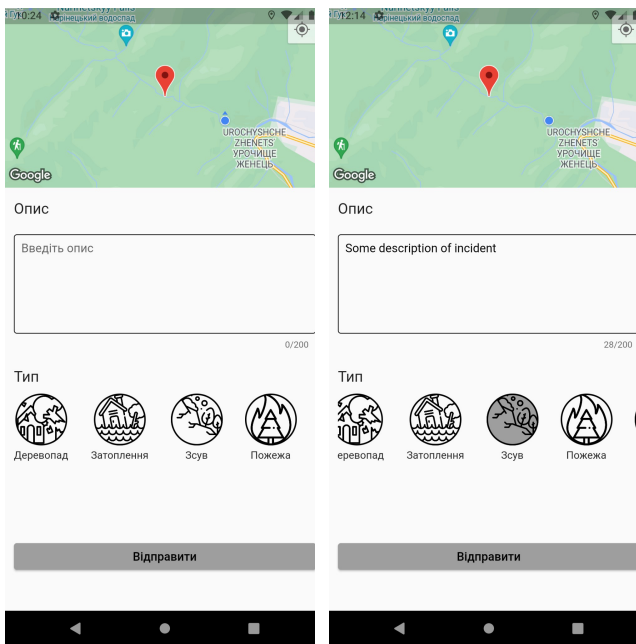 10:24
водоспад
UROCHYSHCHE
ZHENETS
УРОЧИЩЕ
ЖЕНЕЦЬ
Google
Опис
Введіть опис
0/200
Тип
Деревопад Затоплення Зсув Пожежа
Відправити
12:14
водоспад
UROCHYSHCHE
ZHENETS
УРОЧИЩЕ
ЖЕНЕЦЬ
Google
Опис
Some description of incident
28/200
Тип
еревопад Затоплення Зсув Пожежа
Відправити